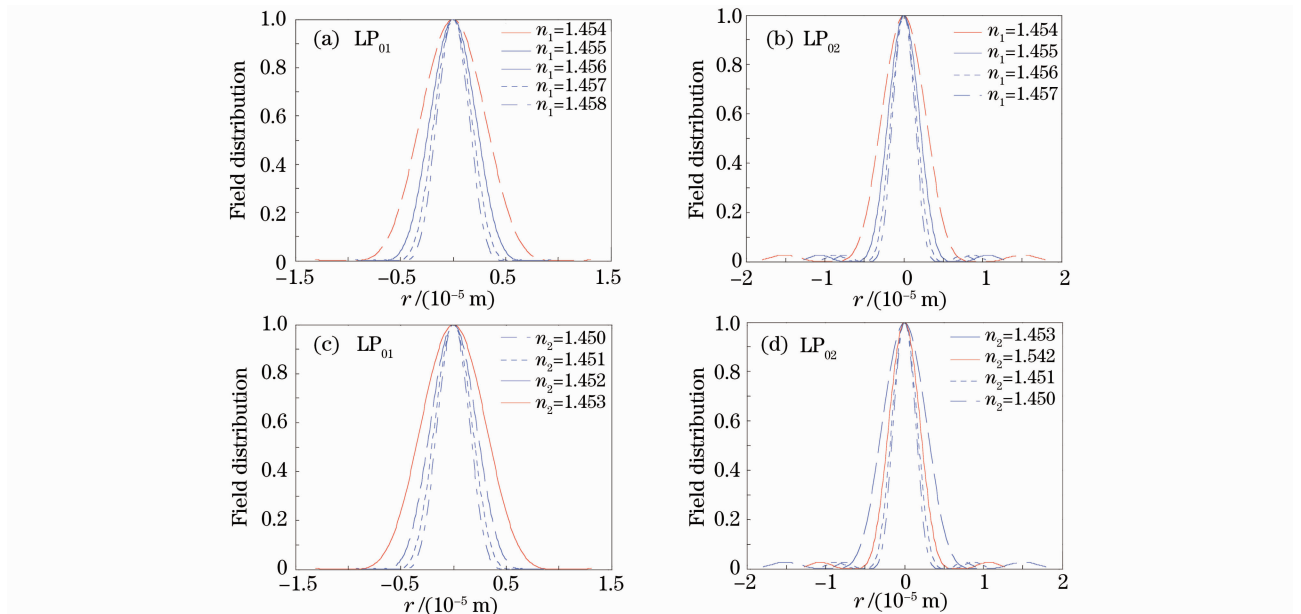 (a) LP01
n1=1.454
n1=1.455
n1=1.456
n1=1.457
n1=1.458
1.0
0.8
0.6
0.4
0.2
0
Field distribution
−1.5
−0.5
0
0.5
1.5
r/(10−5 m)
(b) LP02
n1=1.454
n1=1.455
n1=1.456
n1=1.457
1.0
0.8
0.6
0.4
0.2
0
Field distribution
−2
−1
0
1
2
r/(10−5 m)
(c) LP01
n2=1.450
n2=1.451
n2=1.452
n2=1.453
1.0
0.8
0.6
0.4
0.2
0
Field distribution
−1.5
−0.5
0
0.5
1.5
r/(10−5 m)
(d) LP02
n2=1.453
n2=1.542
n2=1.451
n2=1.450
1.0
0.8
0.6
0.4
0.2
0
Field distribution
−2
−1
0
1
2
r/(10−5 m)